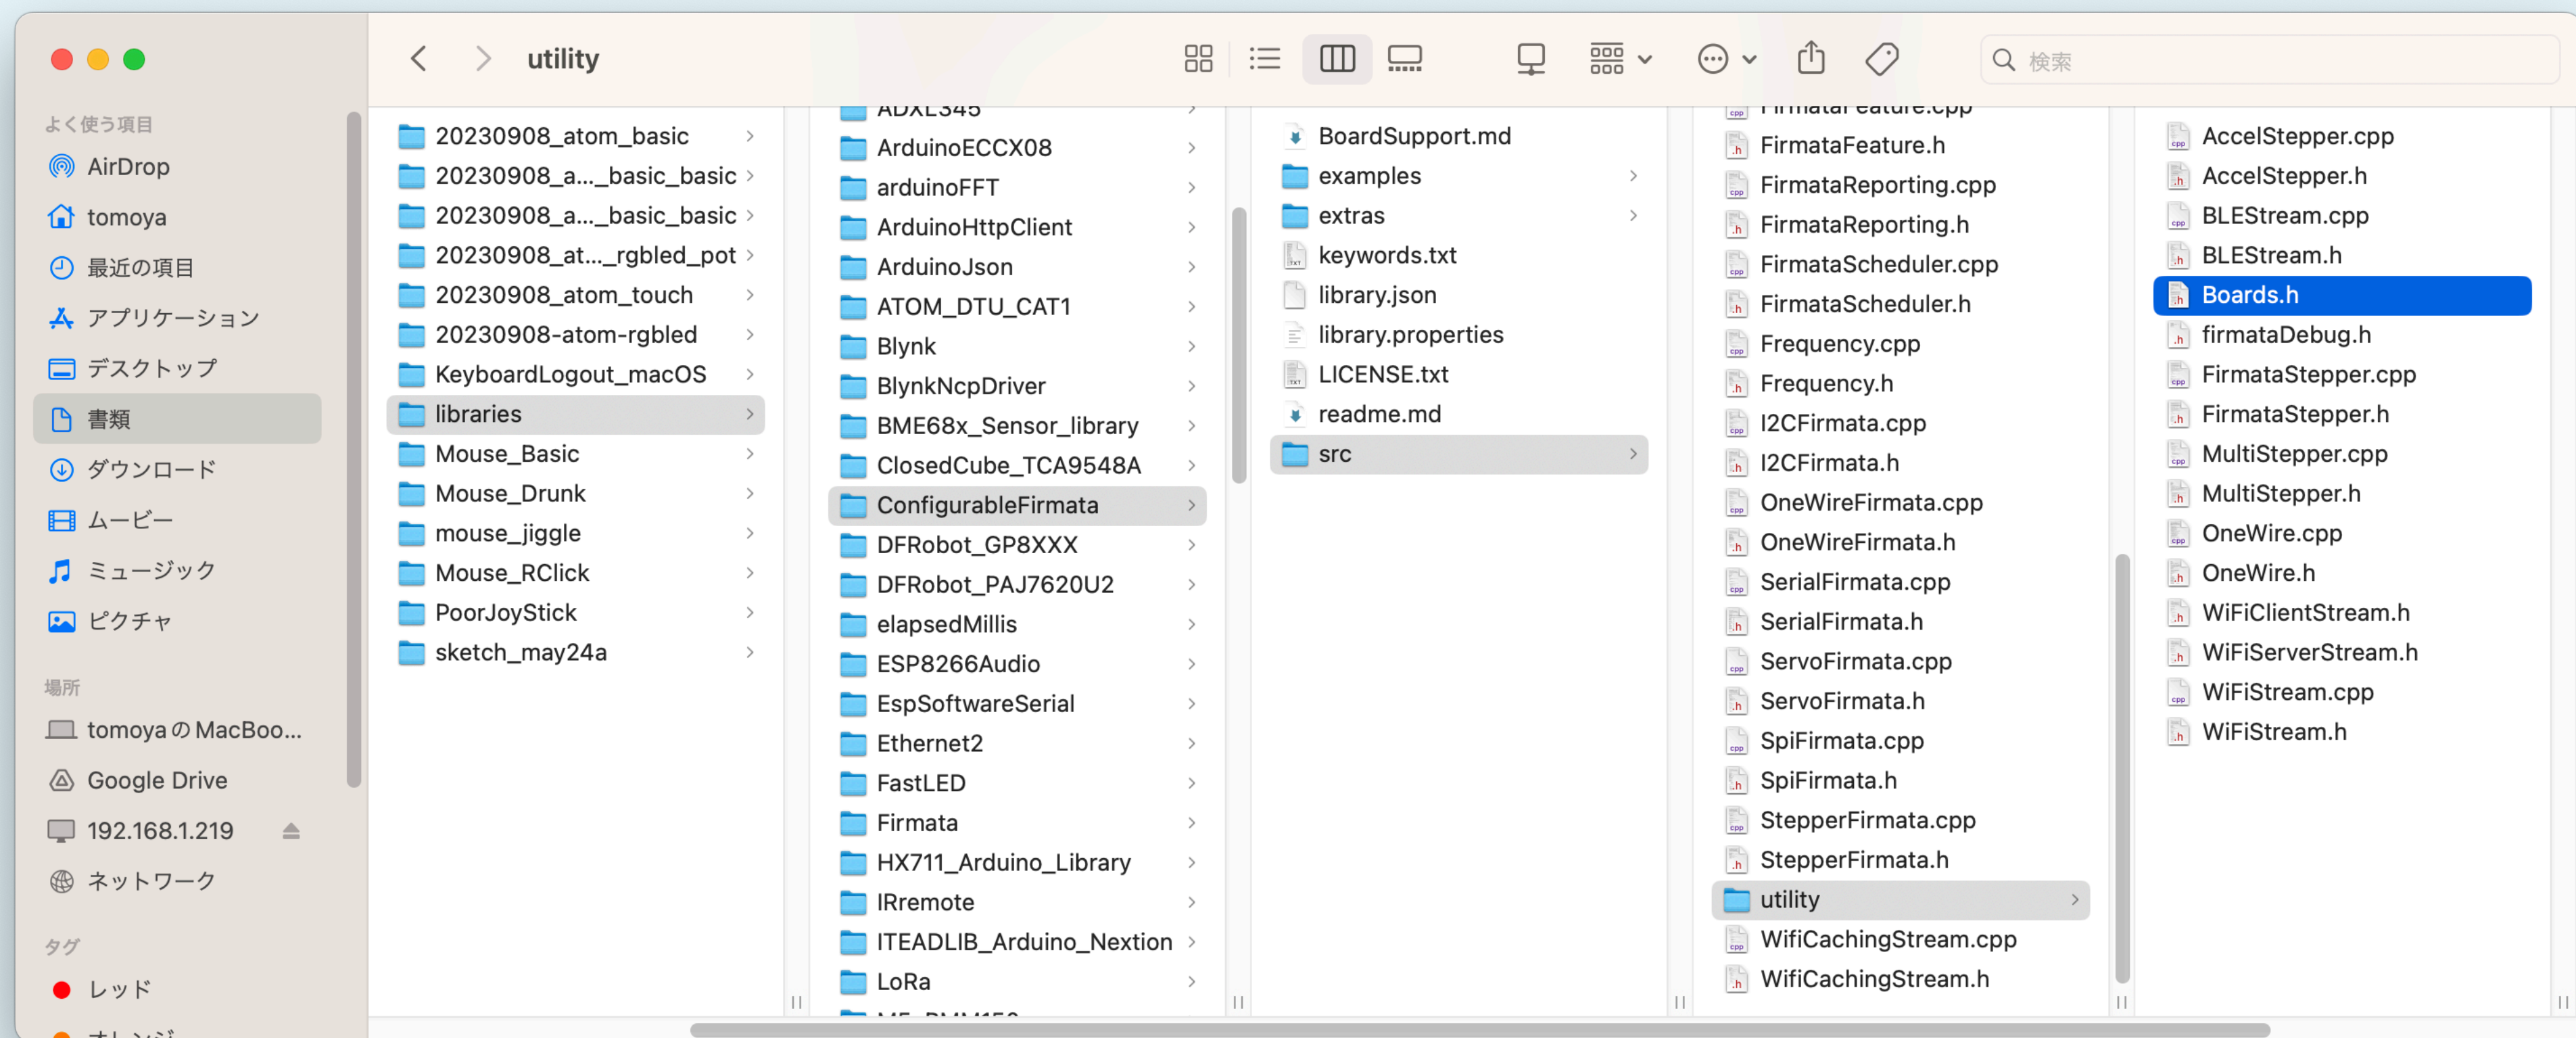 utility
検索
よく使う項目
AirDrop
tomoya
最近の項目
アプリケーション
デスクトップ
書類
ダウンロード
ムービー
ミュージック
ピクチャ
場所
tomoyaのMacBoo...
Google Drive
192.168.1.219
ネットワーク
タグ
レッド
オレンジ
20230908_atom_basic
20230908_a..._basic_basic
20230908_a..._basic_basic
20230908_at..._rgbled_pot
20230908_atom_touch
20230908-atom-rgbled
KeyboardLogout_macOS
libraries
Mouse_Basic
Mouse_Drunk
mouse_jiggle
Mouse_RClick
PoorJoyStick
sketch_may24a
ADXL345
ArduinoECCX08
arduinoFFT
ArduinoHttpClient
ArduinoJson
ATOM_DTU_CAT1
Blynk
BlynkNcpDriver
BME68x_Sensor_library
ClosedCube_TCA9548A
ConfigurableFirmata
DFRobot_GP8XXX
DFRobot_PAJ7620U2
elapsedMillis
ESP8266Audio
EspSoftwareSerial
Ethernet2
FastLED
Firmata
HX711_Arduino_Library
IRremote
ITEADLIB_Arduino_Nextion
LoRa
BoardSupport.md
examples
extras
keywords.txt
library.json
library.properties
LICENSE.txt
readme.md
src
FirmataFeature.cpp
FirmataFeature.h
FirmataReporting.cpp
FirmataReporting.h
FirmataScheduler.cpp
FirmataScheduler.h
Frequency.cpp
Frequency.h
I2CFirmata.cpp
I2CFirmata.h
OneWireFirmata.cpp
OneWireFirmata.h
SerialFirmata.cpp
SerialFirmata.h
ServoFirmata.cpp
ServoFirmata.h
SpiFirmata.cpp
SpiFirmata.h
StepperFirmata.cpp
StepperFirmata.h
utility
WifiCachingStream.cpp
WifiCachingStream.h
AccelStepper.cpp
AccelStepper.h
BLEStream.cpp
BLEStream.h
Boards.h
firmataDebug.h
FirmataStepper.cpp
FirmataStepper.h
MultiStepper.cpp
MultiStepper.h
OneWire.cpp
OneWire.h
WiFiClientStream.h
WiFiServerStream.h
WiFiStream.cpp
WiFiStream.h